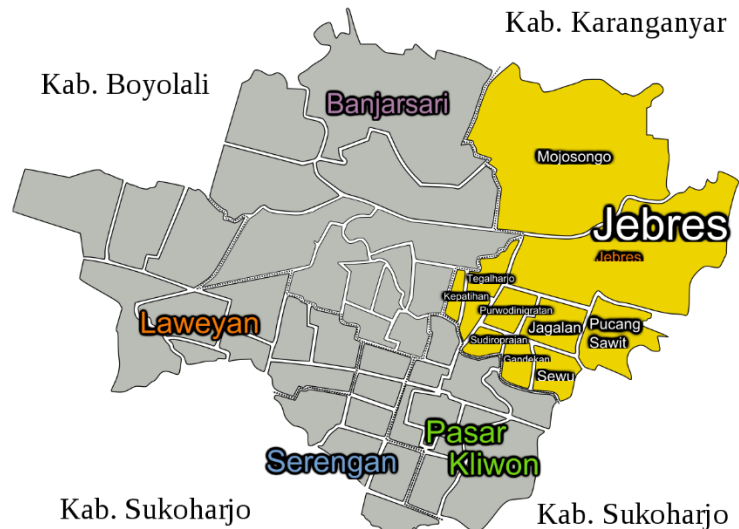 Kab. Karanganyar
Kab. Boyolali
Banjarsari
Mojosongo
Jebres
Jebres
Tegalharjo
Kepatihan
Purwodiningratan
Jagalan
Pucang
Sawit
Sudiroprajan
Gandekan
Sewu
Laweyan
Pasar
Kliwon
Serengan
Kab. Sukoharjo
Kab. Sukoharjo